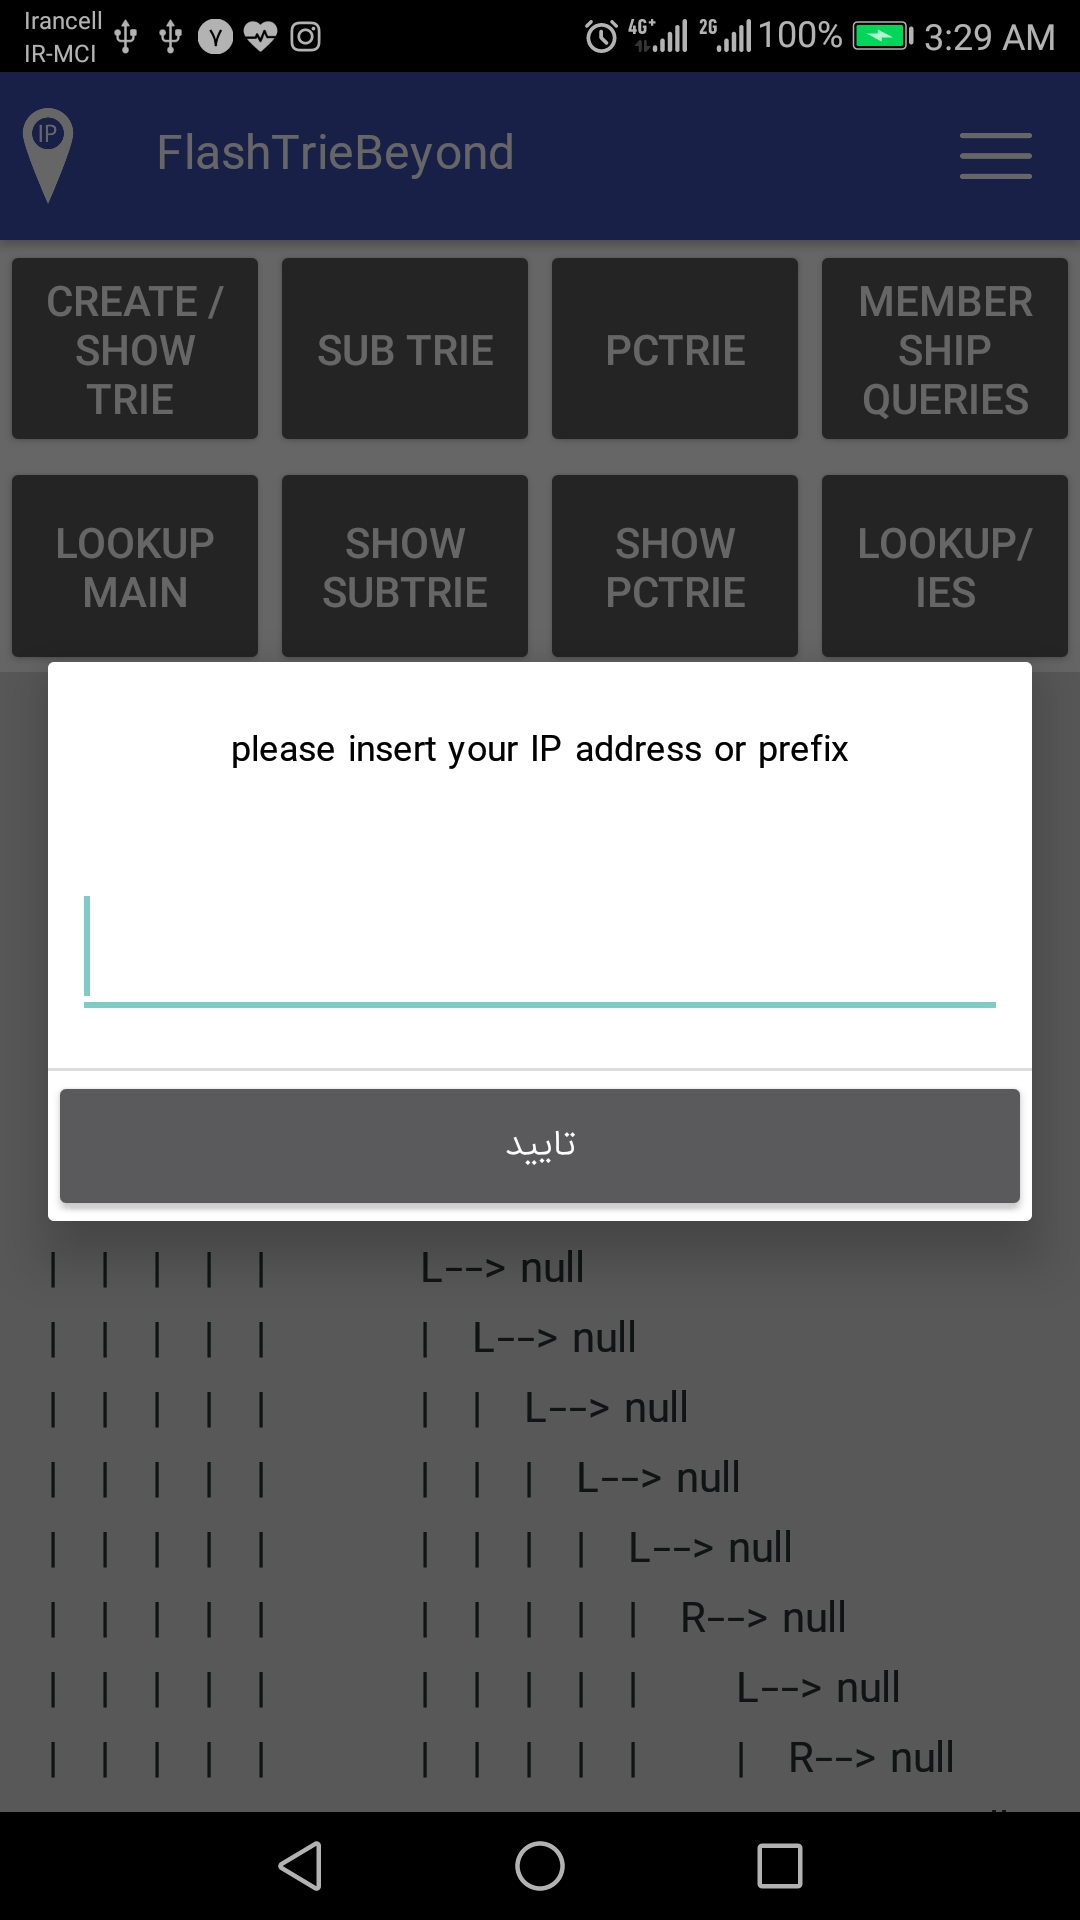 Irancell
IR-MCI
۷
4G+
2G
100%
3:29 AM
IP
FlashTrieBeyond
CREATE /
SHOW
TRIE
SUB TRIE
PCTRIE
MEMBER
SHIP
QUERIES
LOOKUP
MAIN
SHOW
SUBTRIE
SHOW
PCTRIE
LOOKUP/
IES
please insert your IP address or prefix
تایید
| | | | | L--> null
| | | | | | L--> null
| | | | | | | L--> null
| | | | | | | | L--> null
| | | | | | | | | L--> null
| | | | | | | | | | R--> null
| | | | | | | | | | L--> null
| | | | | | | | | | | R--> null